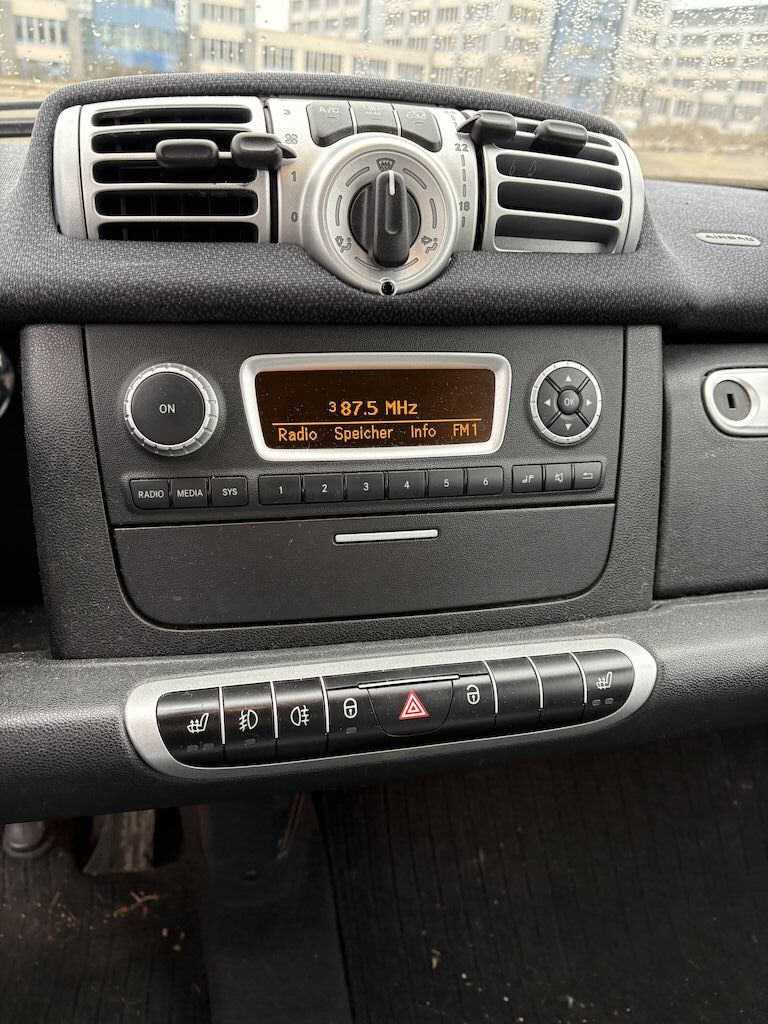 A/C
3
1
0
22
18
AIRBAG
ON
3 87.5 MHz
Radio Speicher Info FM1
OK
RADIO MEDIA SYS 1 2 3 4 5 6